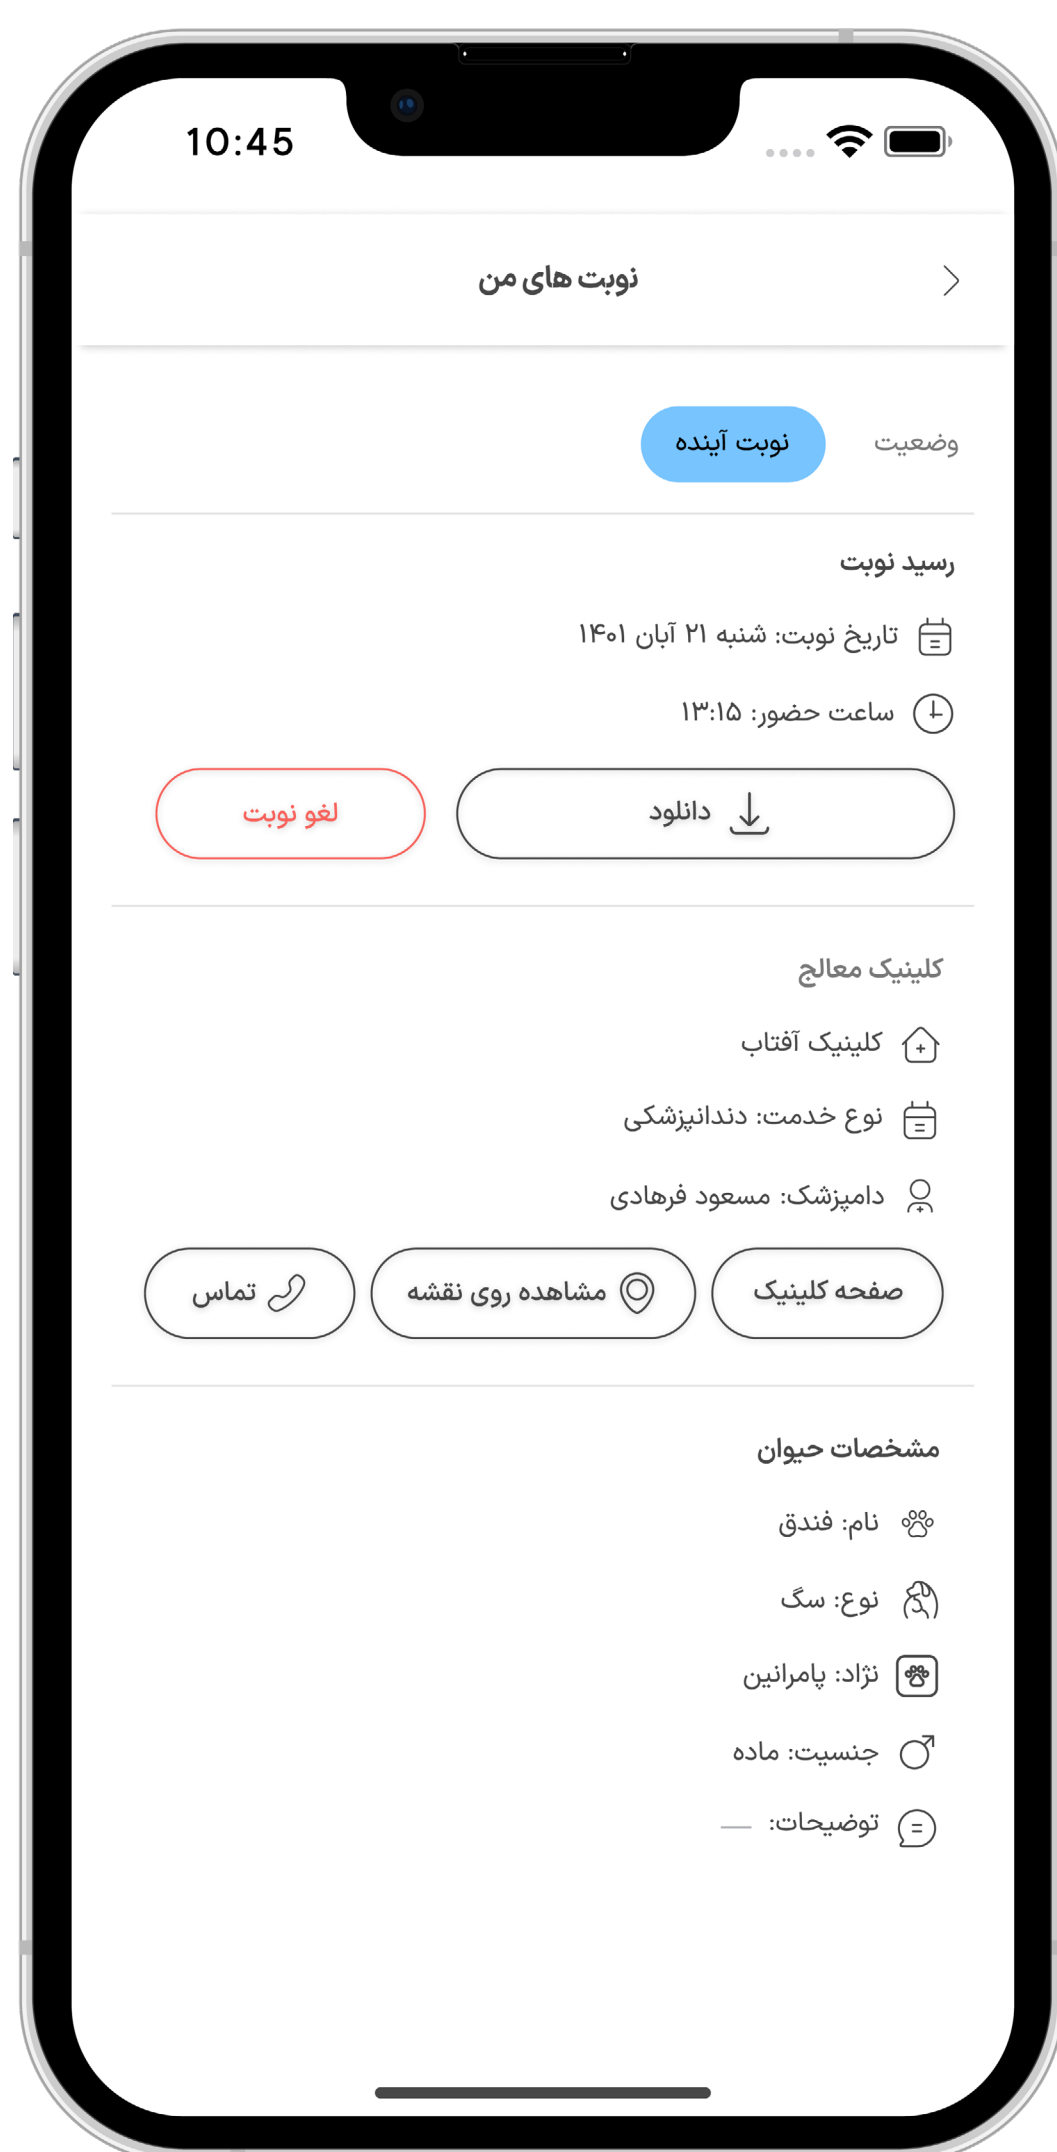 10:45
نوبت های من
وضعیت نوبت آینده
رسید نوبت
تاریخ نوبت: شنبه ۲۱ آبان ۱۴۰۱
ساعت حضور: ۱۳:۱۵
دانلود لغو نوبت
کلینیک معالج
کلینیک آفتاب
نوع خدمت: دندانپزشکی
دامپزشک: مسعود فرهادی
صفحه کلینیک مشاهده روی نقشه تماس
مشخصات حیوان
نام: فندق
نوع: سگ
نژاد: پامرانین
جنسیت: ماده
توضیحات: —